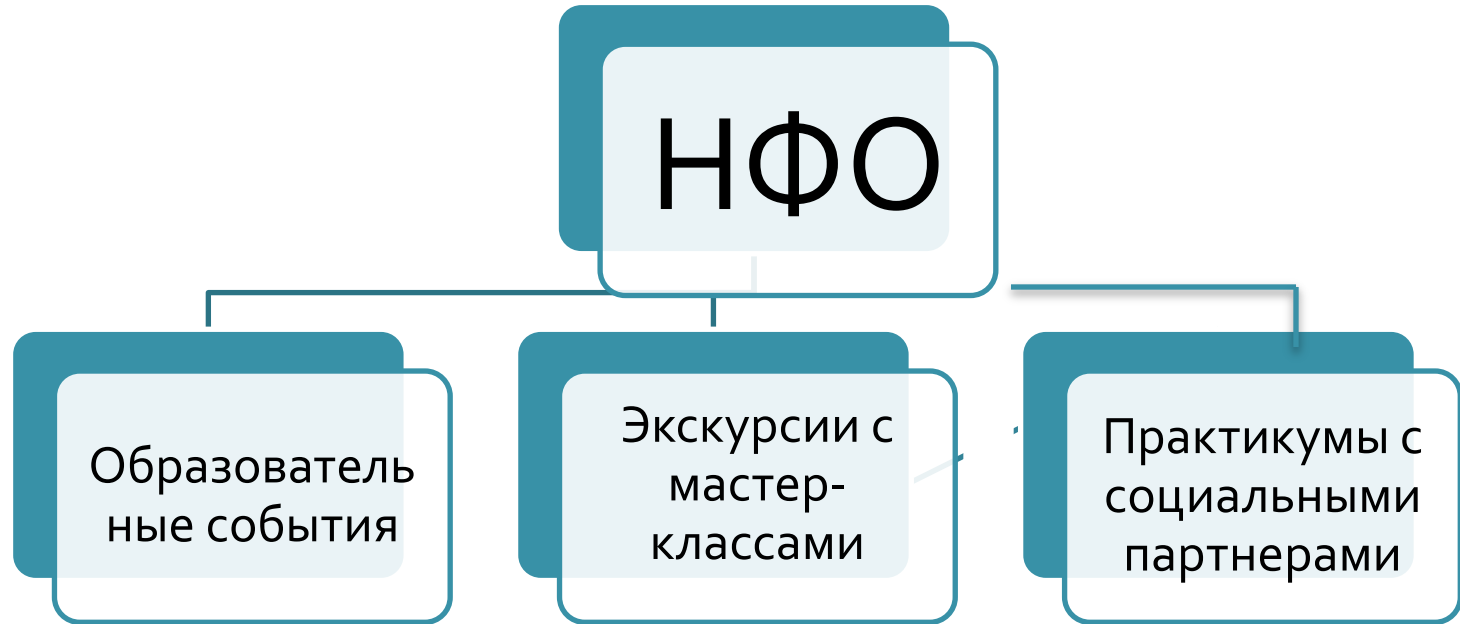 НФО
Образователь
ные события
Экскурсии с
мастер-
классами
Практикумы с
социальными
партнерами